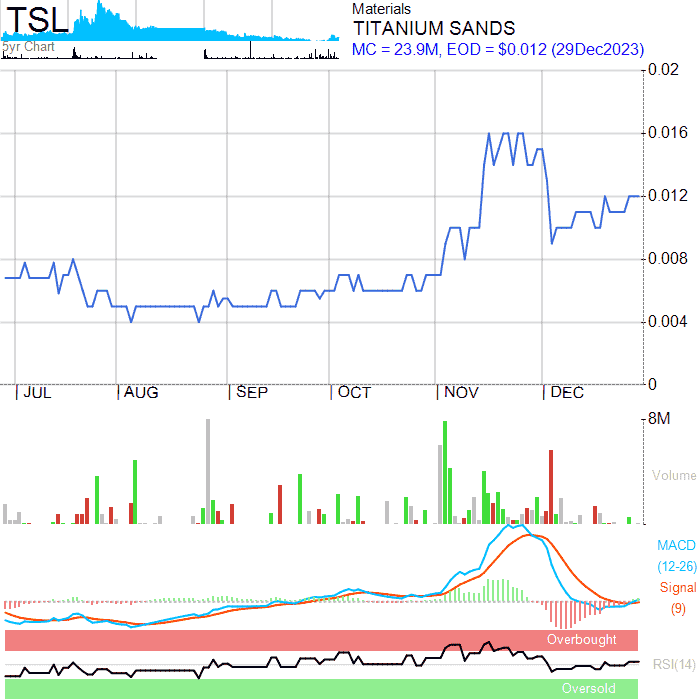 TSL
5yr Chart
Materials
TITANIUM SANDS
MC = 23.9M, EOD = $0.012 (29Dec2023)
0.02
0.016
0.012
0.008
0.004
0
JUL AUG SEP OCT NOV DEC
8M
Volume
MACD
(12-26)
Signal
(9)
Overbought
RSI(14)
Oversold